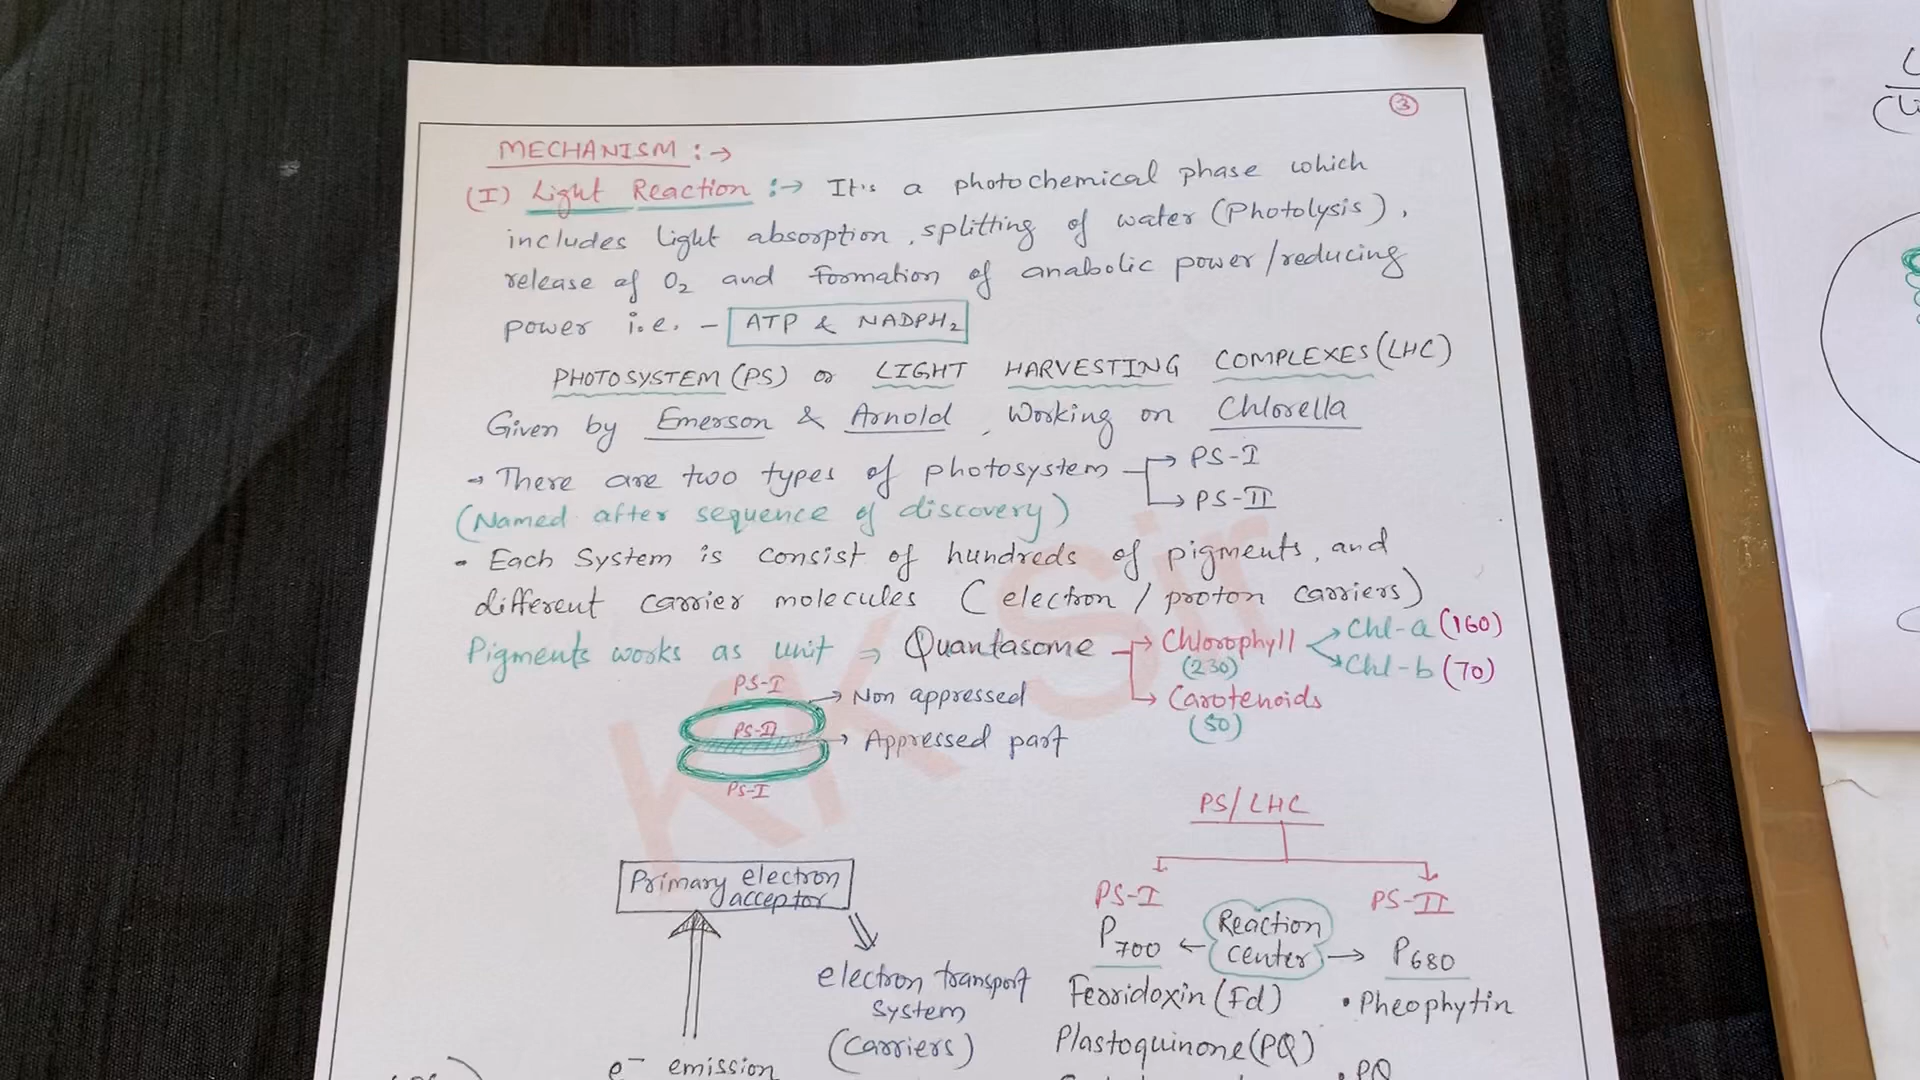 3
MECHANISM :→
(I) Light Reaction :→ It's a photochemical phase which
includes light absorption, splitting of water (Photolysis),
release of O2 and formation of anabolic power/reducing
power i.e. - ATP & NADPH2
PHOTOSYSTEM (PS) or LIGHT HARVESTING COMPLEXES (LHC)
Given by Emerson & Arnold, Working on Chlorella
→ There are two types of photosystem → PS-I
→ PS-II
(Named after sequence of discovery)
- Each System is consist of hundreds of pigments, and
different carrier molecules (electron / proton carriers)
Pigments works as unit ⇒ Quantasome → Chlorophyll → Chl-a (160)
(230) → Chl-b (70)
→ Carotenoids
(50)
PS-I
→ Non appressed
PS-II
→ Appressed part
PS-I
KK Sir
PS/LHC
Primary electron
acceptor
PS-I PS-II
P700 ← Reaction center → P680
electron transport
system
(Carriers)
Ferridoxin (Fd) • Pheophytin
Plastoquinone (PQ)
• PQ
e⁻ emission